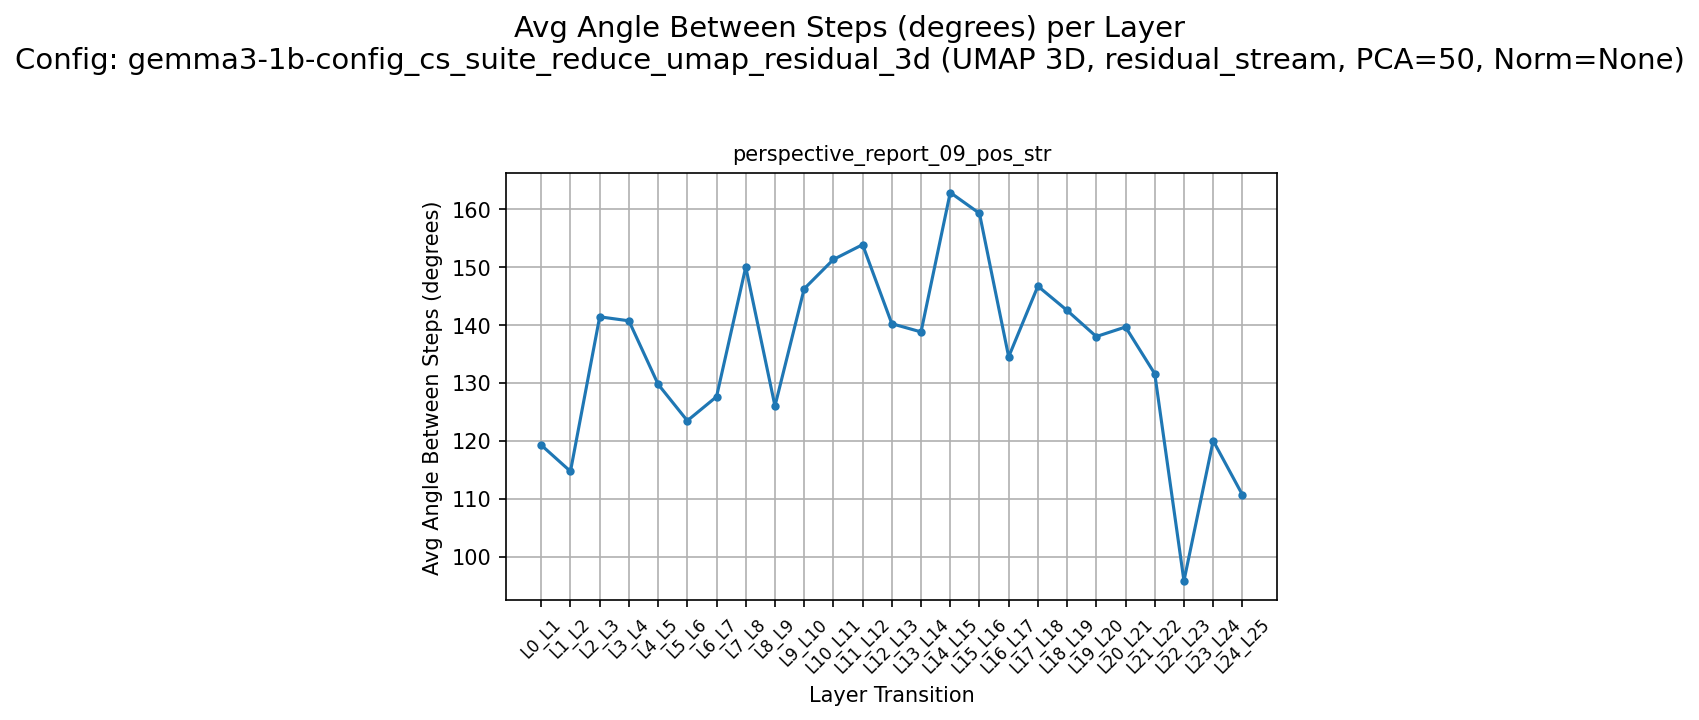 Avg Angle Between Steps (degrees) per Layer
Config: gemma3-1b-config_cs_suite_reduce_umap_residual_3d (UMAP 3D, residual_stream, PCA=50, Norm=None)
perspective_report_09_pos_str
Avg Angle Between Steps (degrees)
160
150
140
130
120
110
100
L0_L1
L1_L2
L2_L3
L3_L4
L4_L5
L5_L6
L6_L7
L7_L8
L8_L9
L9_L10
L10_L11
L11_L12
L12_L13
L13_L14
L14_L15
L15_L16
L16_L17
L17_L18
L18_L19
L19_L20
L20_L21
L21_L22
L22_L23
L23_L24
L24_L25
Layer Transition